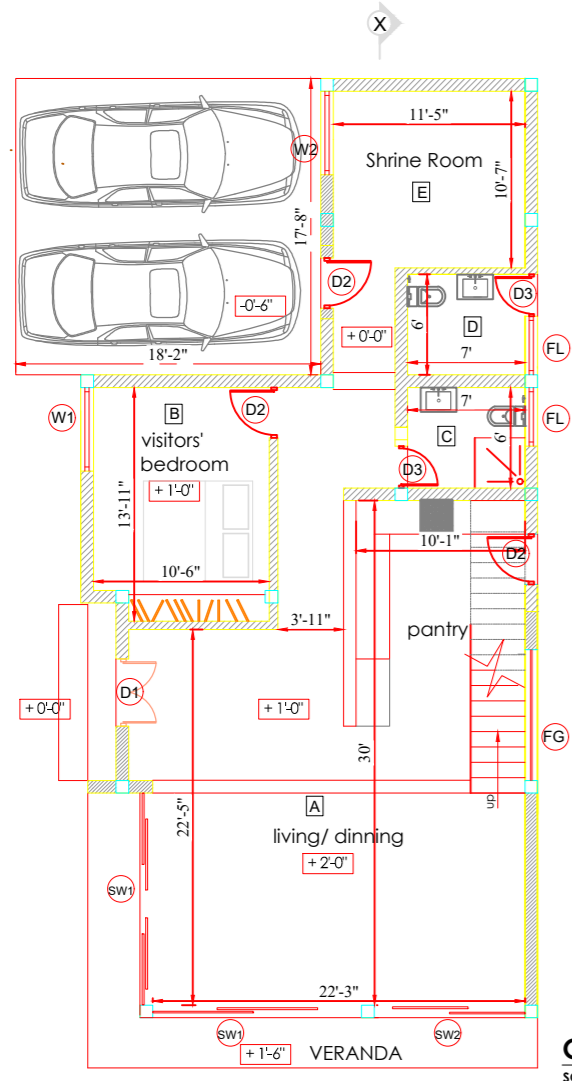 X
11'-5"
W2
Shrine Room
E
10'-7"
17'-8"
D2
D3
-0'-6"
D
6'
+ 0'-0"
7'
FL
18'-2"
W1
B
D2
7'
FL
visitors'
bedroom
C
6'
+ 1'-0"
D3
13'-11"
10'-1"
D2
10'-6"
3'-11"
pantry
D1
+ 0'-0"
+ 1'-0"
FG
30'
up
A
22'-5"
living/ dinning
+ 2'-0"
SW1
22'-3"
SW1
SW2
+ 1'-6"
VERANDA